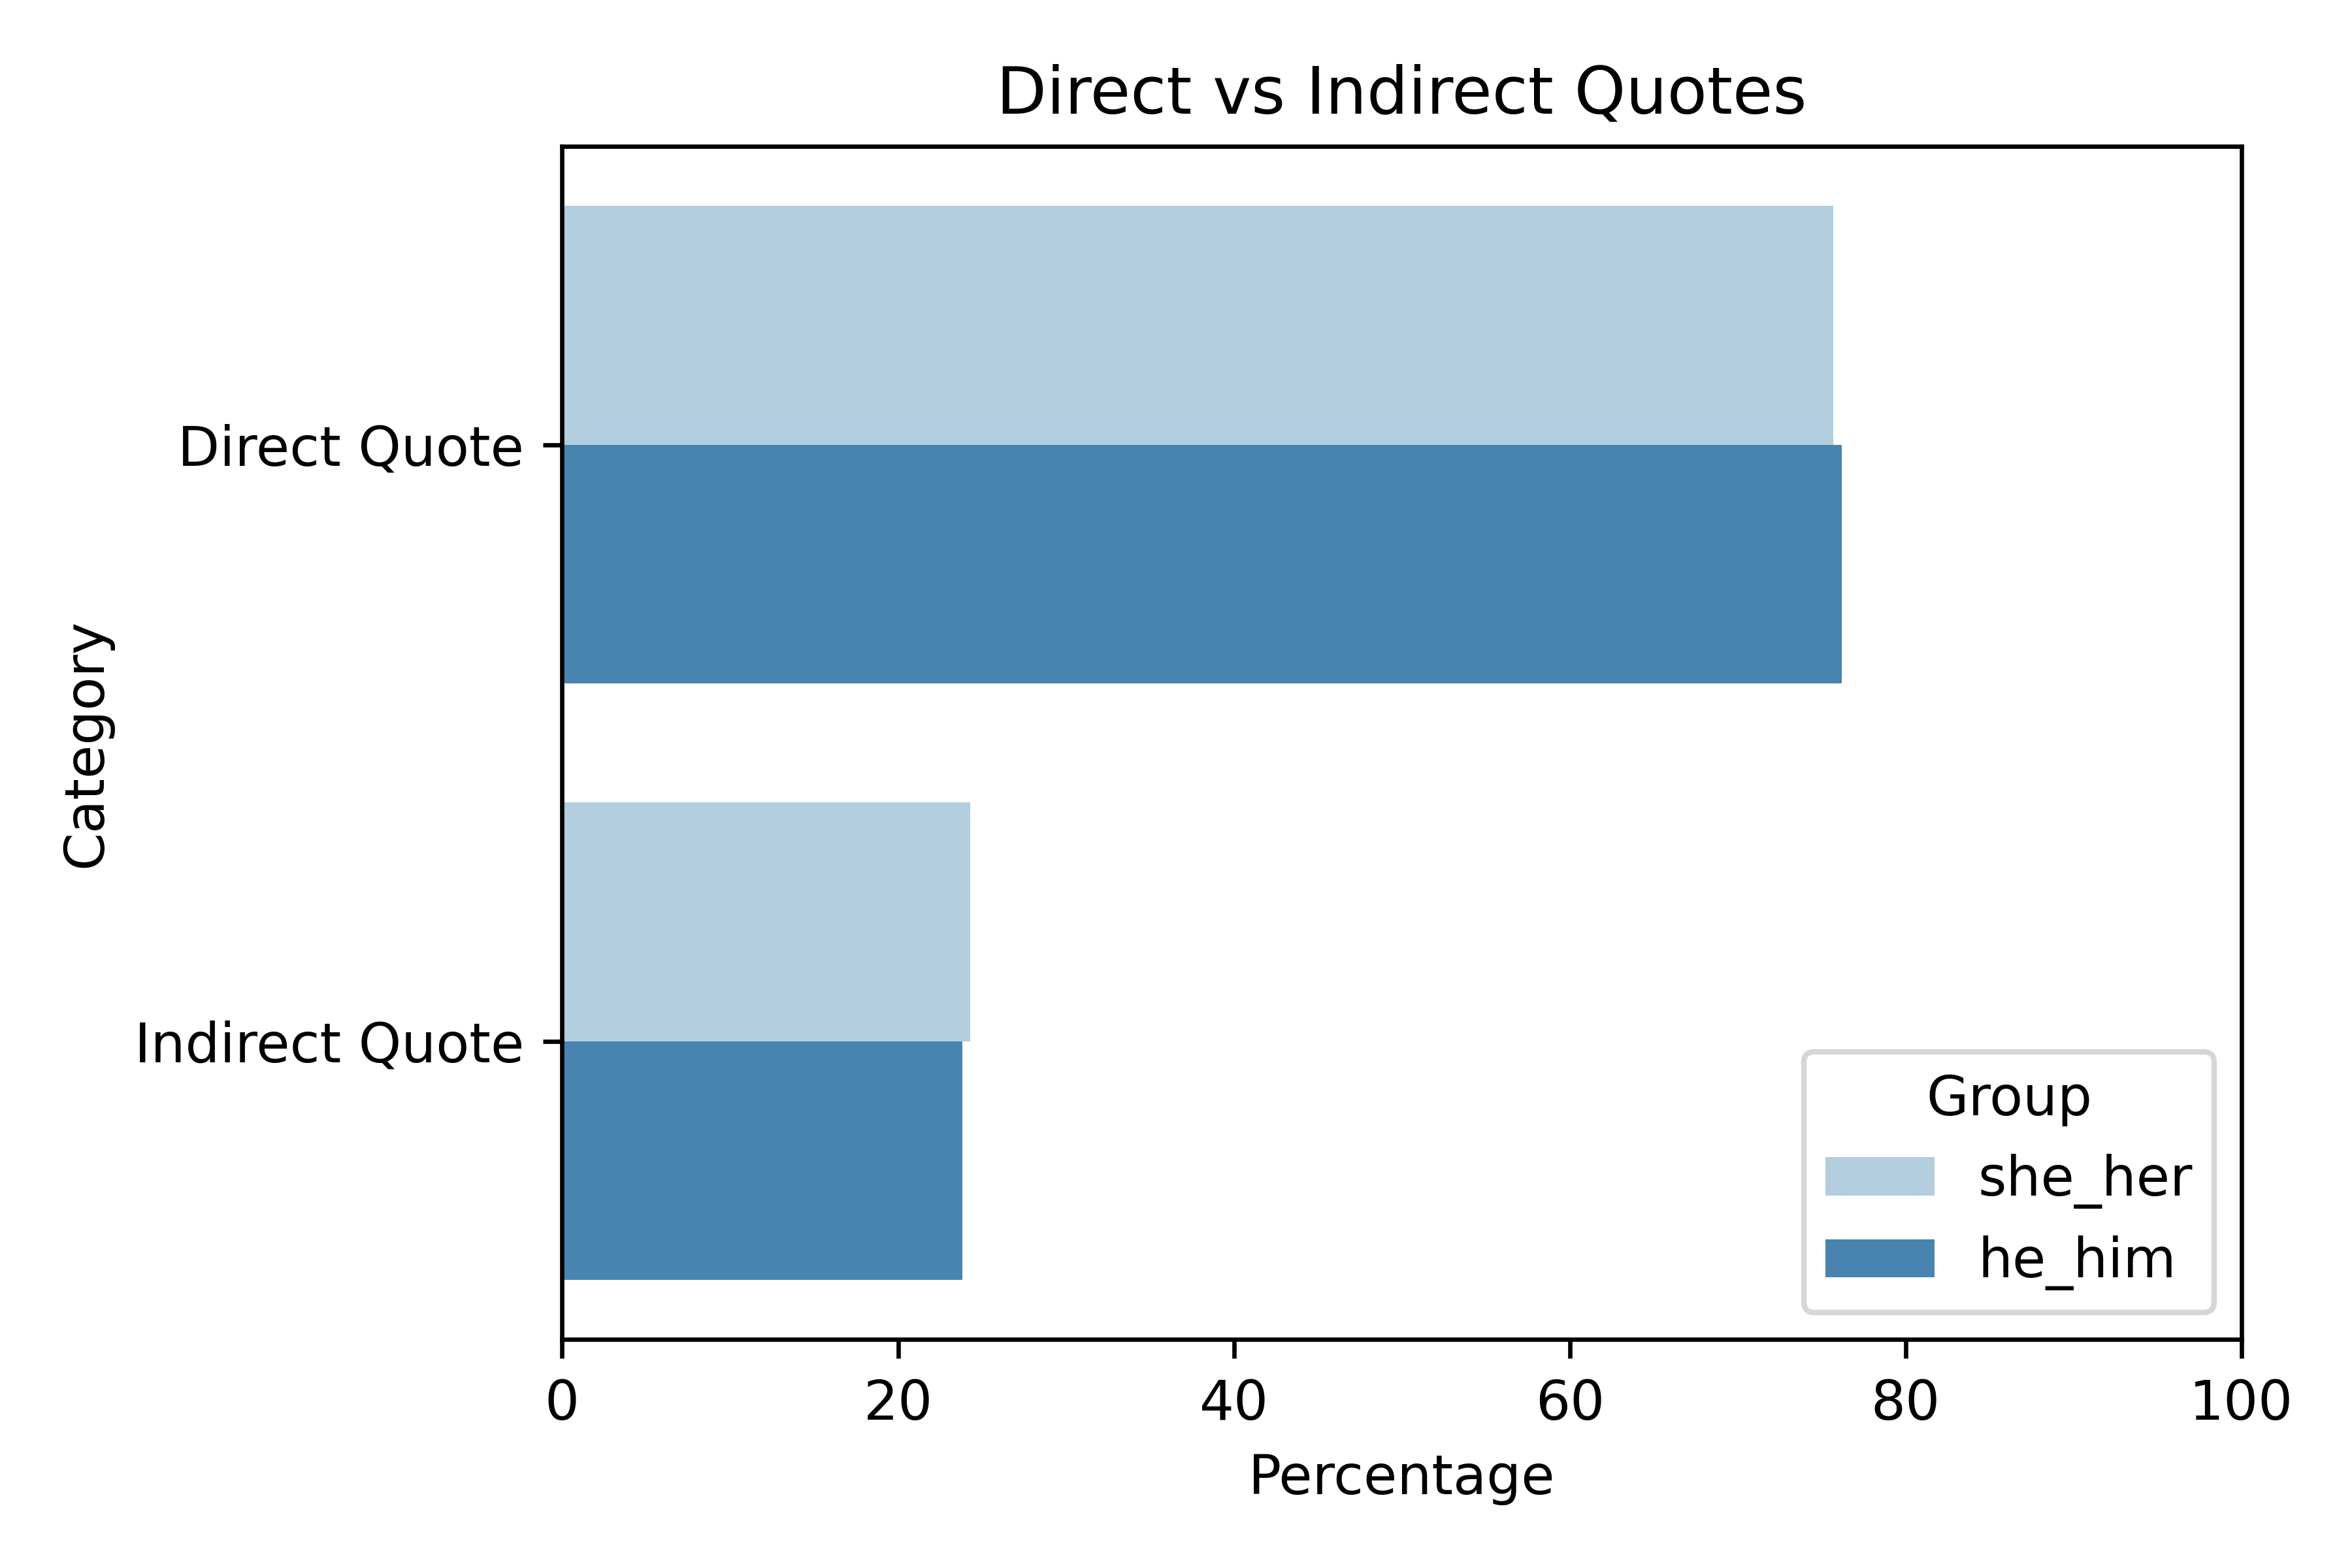 Direct vs Indirect Quotes
Category
Direct Quote
Indirect Quote
Group
she_her
he_him
0 20 40 60 80 100
Percentage